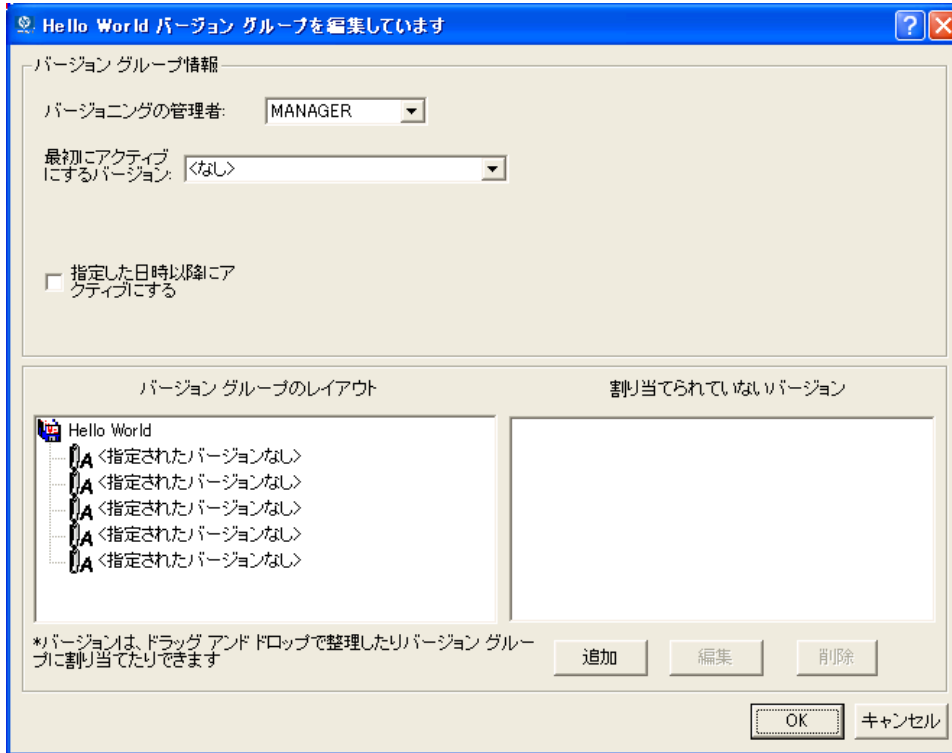 Hello World バージョン グループを編集しています
バージョン グループ情報
バージョニングの管理者:
MANAGER
最初にアクティブ
にするバージョン:
<なし>
指定した日時以降にア
クティブにする
バージョン グループのレイアウト
割り当てられていないバージョン
Hello World
A <指定されたバージョンなし>
A <指定されたバージョンなし>
A <指定されたバージョンなし>
A <指定されたバージョンなし>
A <指定されたバージョンなし>
*バージョンは、ドラッグ アンド ドロップで整理したりバージョン グルー
プに割り当てたりできます
追加
編集
削除
OK
キャンセル